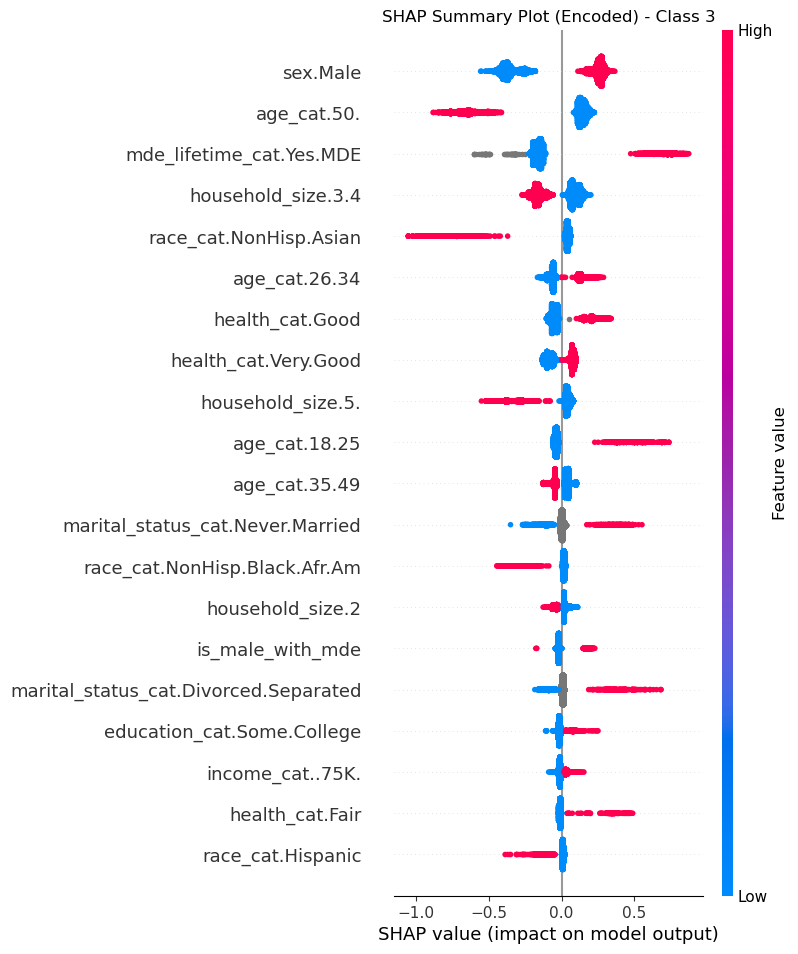 SHAP Summary Plot (Encoded) - Class 3
High
sex.Male
age_cat.50.
mde_lifetime_cat.Yes.MDE
household_size.3.4
race_cat.NonHisp.Asian
age_cat.26.34
health_cat.Good
health_cat.Very.Good
household_size.5.
age_cat.18.25
age_cat.35.49
marital_status_cat.Never.Married
race_cat.NonHisp.Black.Afr.Am
household_size.2
is_male_with_mde
marital_status_cat.Divorced.Separated
education_cat.Some.College
income_cat..75K.
health_cat.Fair
race_cat.Hispanic
Feature value
Low
−1.0 −0.5 0.0 0.5
SHAP value (impact on model output)